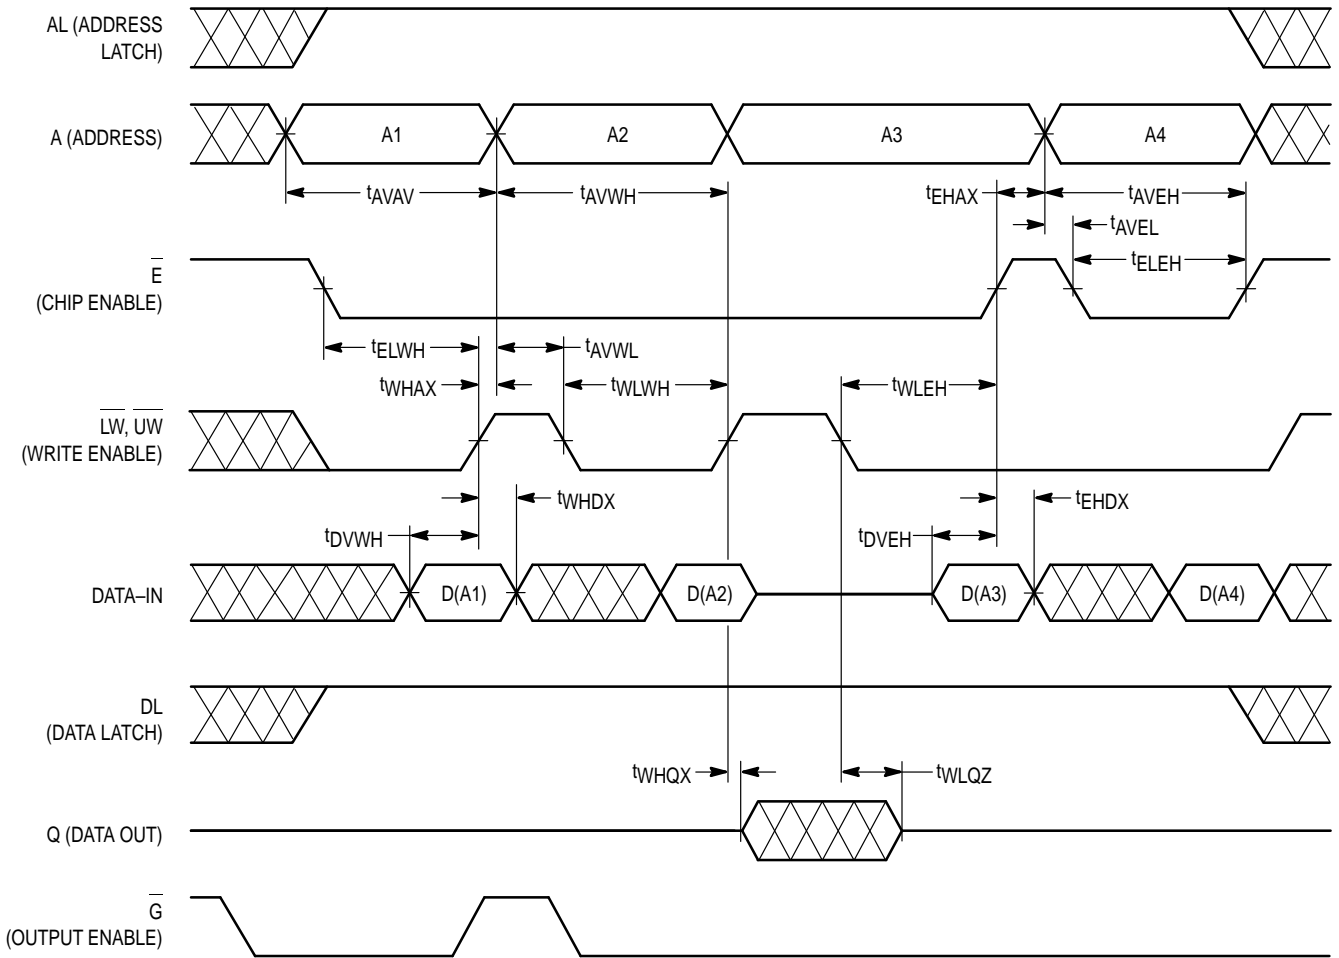 AL (ADDRESS
LATCH)
A (ADDRESS)
A1
A2
A3
A4
tAVAV
tAVWH
tEHAX
tAVEH
tAVEL
E
(CHIP ENABLE)
tELEH
tELWH
tAVWL
tWHAX
tWLWH
tWLEH
LW, UW
(WRITE ENABLE)
tWHDX
tEHDX
tDVWH
tDVEH
DATA–IN
D(A1)
D(A2)
D(A3)
D(A4)
DL
(DATA LATCH)
tWHQX
tWLQZ
Q (DATA OUT)
G
(OUTPUT ENABLE)